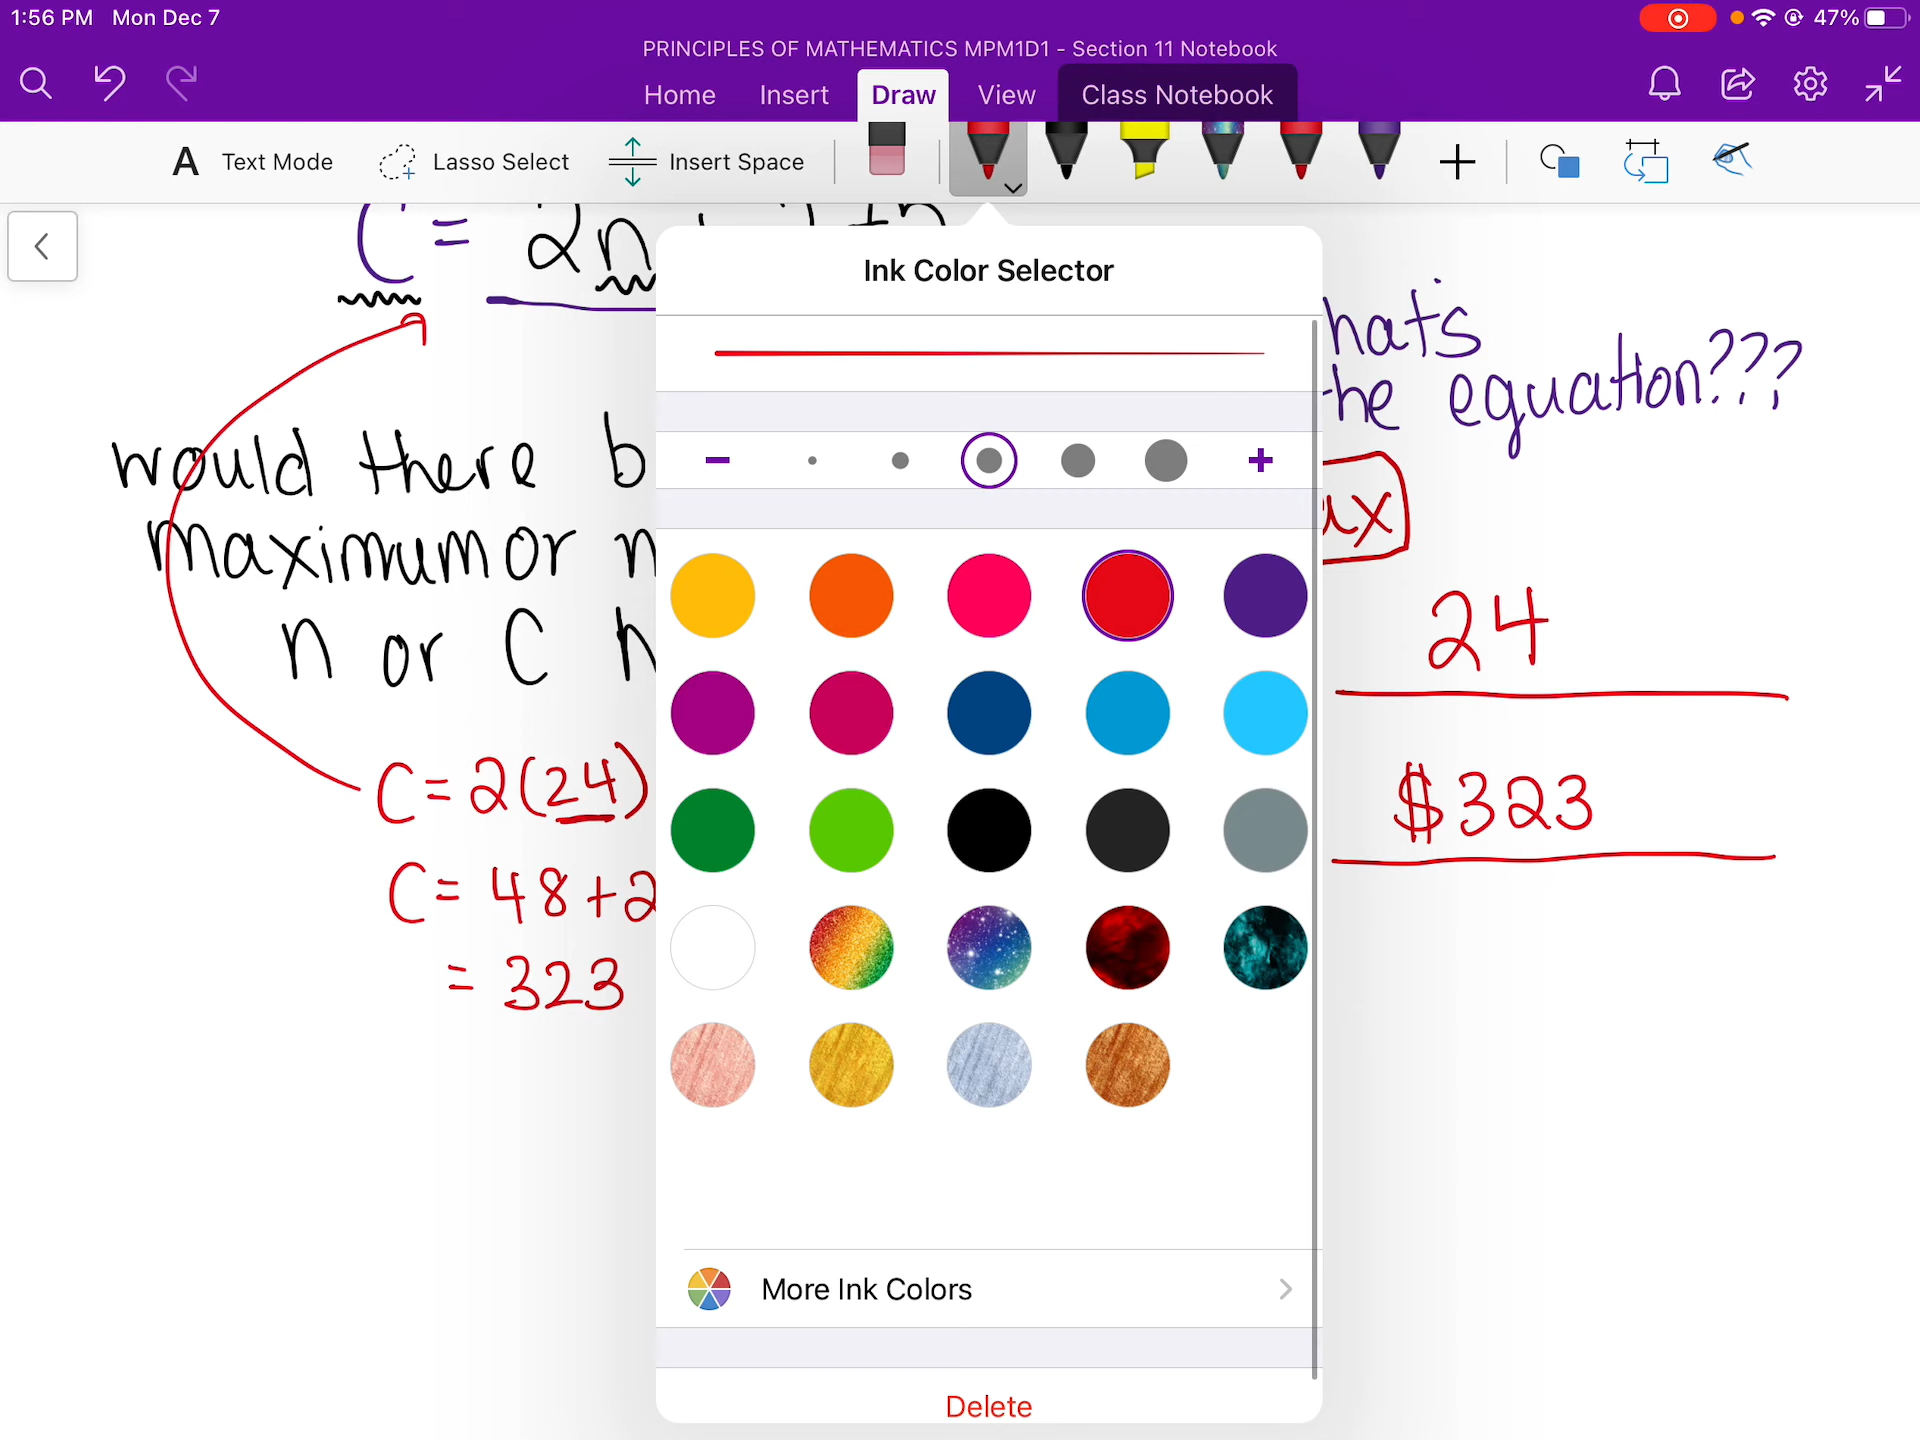 1:56 PM Mon Dec 7
47%
PRINCIPLES OF MATHEMATICS MPM1D1 - Section 11 Notebook
Home Insert Draw View Class Notebook
A Text Mode Lasso Select Insert Space
C = 2n
Ink Color Selector
hat's
he equation???
would there b
maximum or
n or C
ax
24
C = 2(24)
$323
C = 48 + 2
= 323
More Ink Colors
Delete